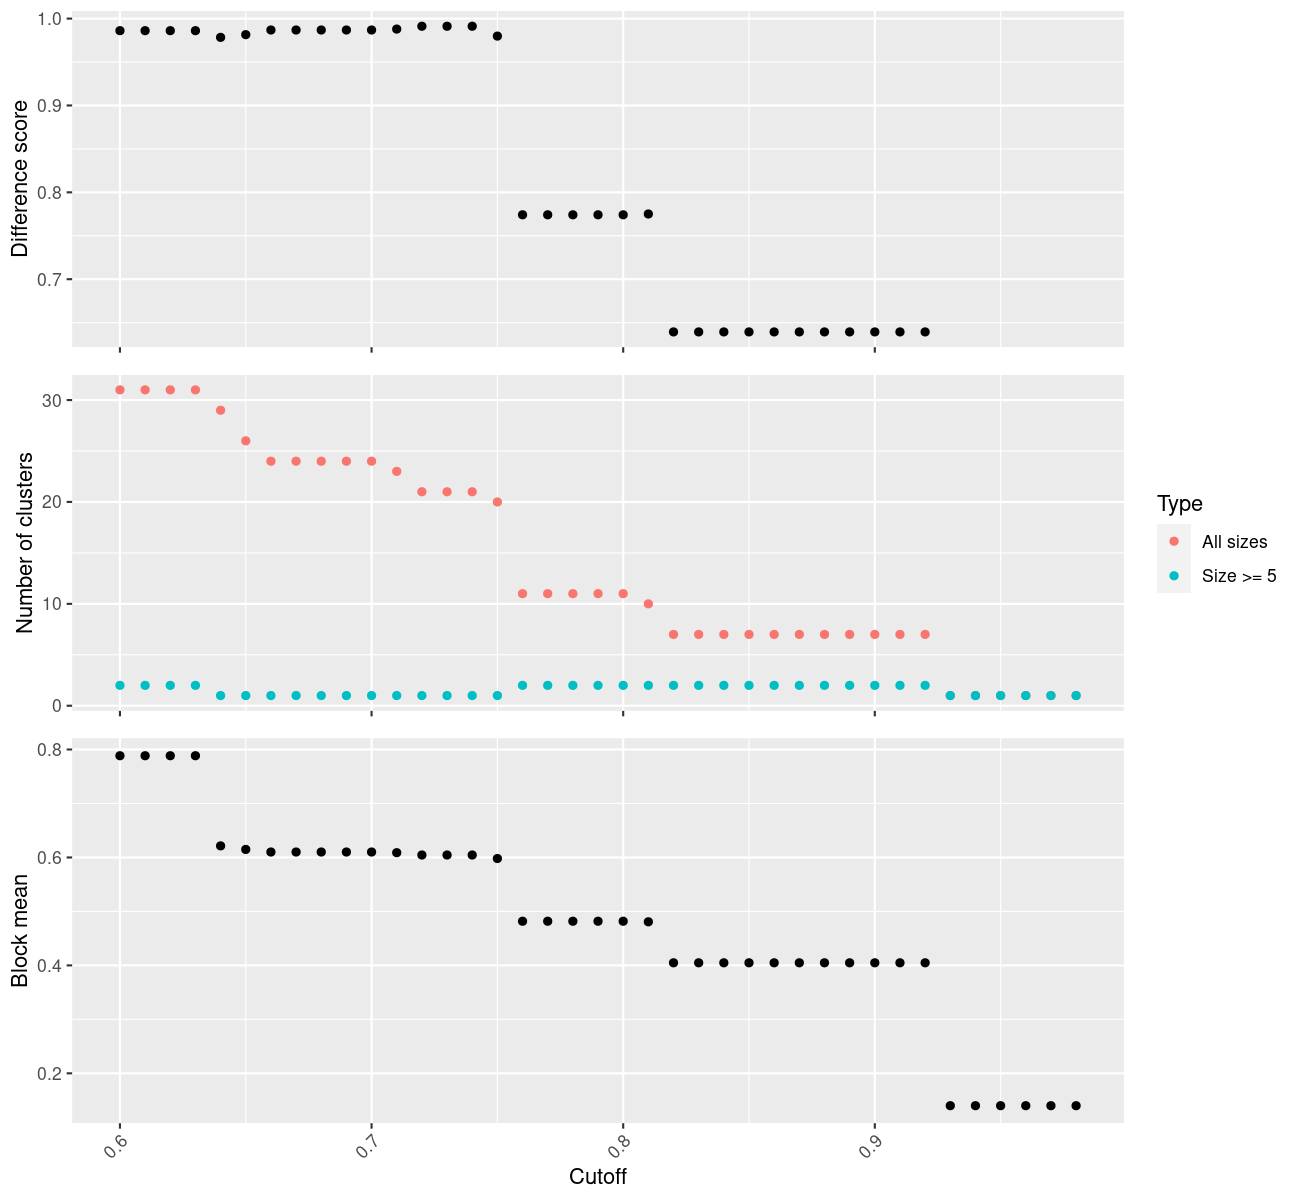 Difference score
1.0
0.9
0.8
0.7
Number of clusters
30
20
10
0
Type
All sizes
Size >= 5
Block mean
0.8
0.6
0.4
0.2
0.6 0.7 0.8 0.9
Cutoff